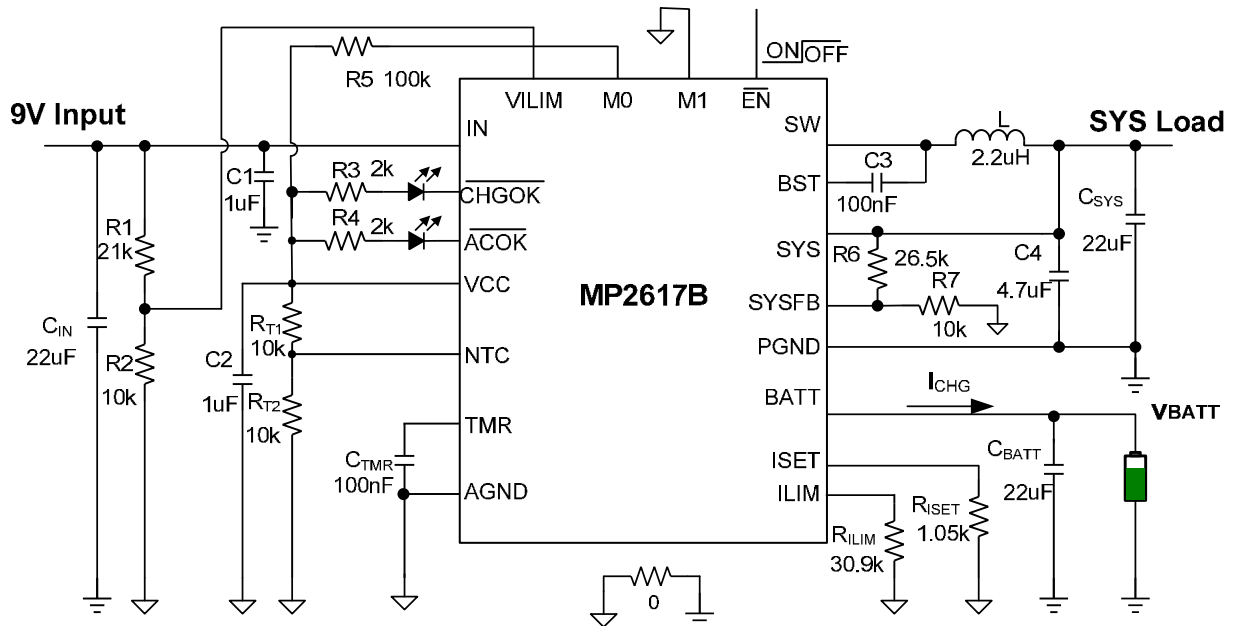 ON OFF
R5 100k
VILIM M0 M1 EN
9V Input
IN
SW
L
2.2uH
SYS Load
C1
1uF
R3 2k
CHGOK
BST
C3
100nF
CSYS
22uF
R1
21k
R4 2k
ACOK
SYS
R6
26.5k
C4
4.7uF
VCC
MP2617B
SYSFB
R7
10k
CIN
22uF
R2
10k
C2
1uF
RT1
10k
NTC
PGND
RT2
10k
BATT
ICHG
VBATT
TMR
CTMR
100nF
ISET
CBATT
22uF
AGND
ILIM
RISET
1.05k
RILIM
30.9k
0